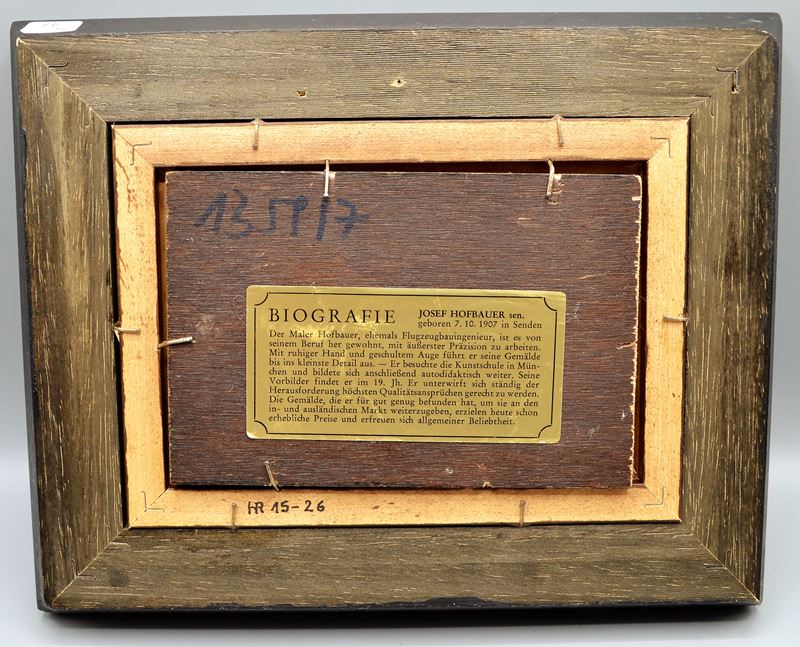 1359/7
BIOGRAFIE
JOSEF HOFBAUER sen.
geboren 7. 10. 1907 in Senden
Der Maler Hofbauer, ehemals Flugzeugbauingenieur, ist es von
seinem Beruf her gewohnt, mit äußerster Präzision zu arbeiten.
Mit ruhiger Hand und geschultem Auge führt er seine Gemälde
bis ins kleinste Detail aus. — Er besuchte die Kunstschule in Mün-
chen und bildete sich anschließend autodidaktisch weiter. Seine
Vorbilder findet er im 19. Jh. Er unterwirft sich ständig der
Herausforderung höchsten Qualitätsansprüchen gerecht zu werden.
Die Gemälde, die er für gut genug befunden hat, um sie an den
in- und ausländischen Markt weiterzugeben, erzielen heute schon
erhebliche Preise und erfreuen sich allgemeiner Beliebtheit.
HR 15-26